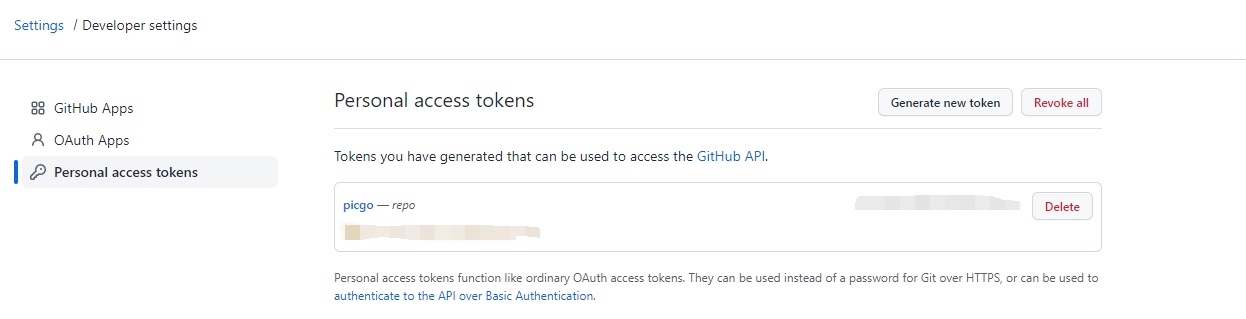 Settings / Developer settings
GitHub Apps
OAuth Apps
Personal access tokens
Personal access tokens
Generate new token
Revoke all
Tokens you have generated that can be used to access the GitHub API.
picgo — repo
Delete
Personal access tokens function like ordinary OAuth access tokens. They can be used instead of a password for Git over HTTPS, or can be used to
authenticate to the API over Basic Authentication.